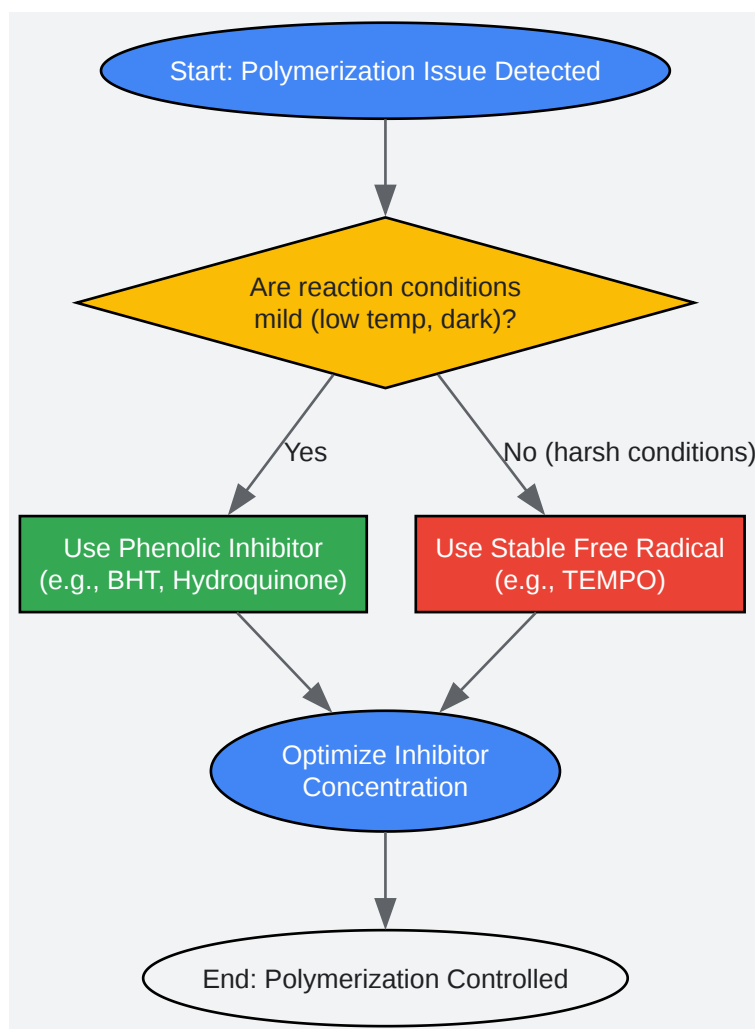 Start: Polymerization Issue Detected
Are reaction conditions
mild (low temp, dark)?
Yes
No (harsh conditions)
Use Phenolic Inhibitor
(e.g., BHT, Hydroquinone)
Use Stable Free Radical
(e.g., TEMPO)
Optimize Inhibitor
Concentration
End: Polymerization Controlled